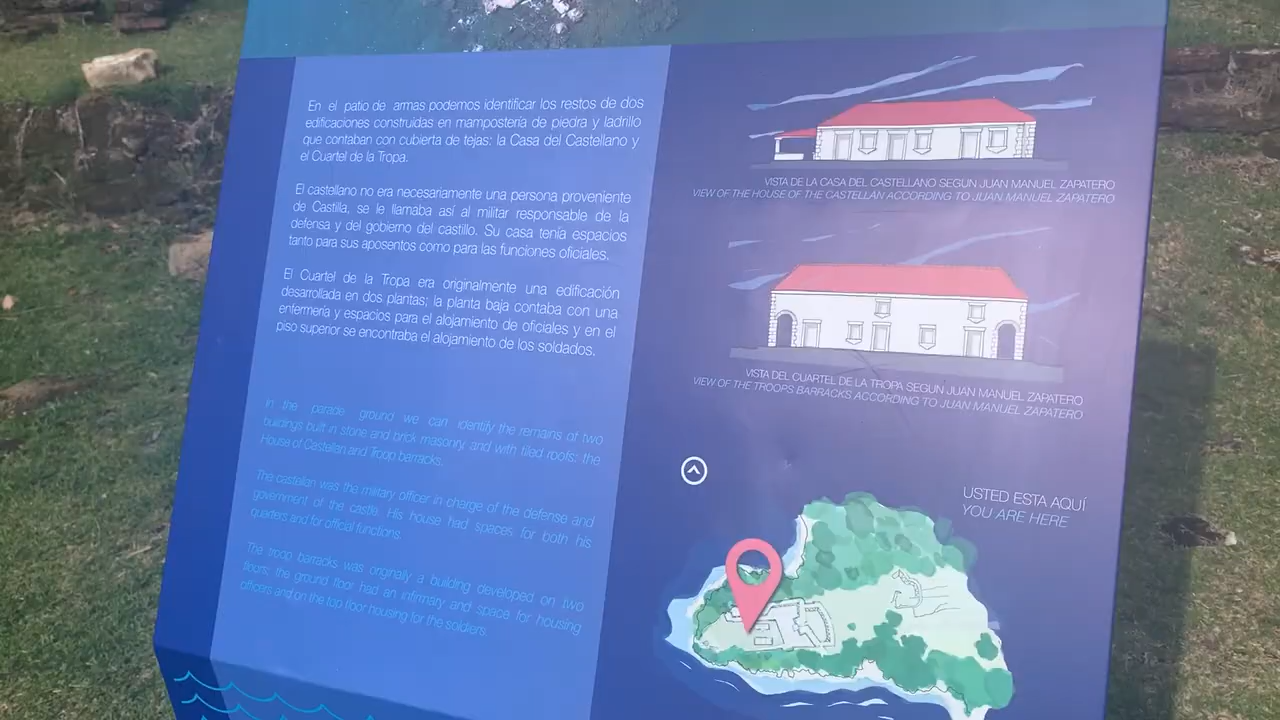 En el patio de armas podemos identificar los restos de dos
edificaciones construidas en mampostería de piedra y ladrillo
que contaban con cubierta de tejas: la Casa del Castellano y
el Cuartel de la Tropa.
El castellano no era necesariamente una persona proveniente
de Castilla, se le llamaba así al militar responsable de la
defensa y del gobierno del castillo. Su casa tenía espacios
tanto para sus aposentos como para las funciones oficiales.
El Cuartel de la Tropa era originalmente una edificación
desarrollada en dos plantas; la planta baja contaba con una
enfermería y espacios para el alojamiento de oficiales y en el
piso superior se encontraba el alojamiento de los soldados.
In the parade ground we can identify the remains of two
buildings built in stone and brick masonry, and with tiled roofs: the
House of Castellan and Troop barracks.
The castellan was the military officer in charge of the defense and
government of the castle. His house had spaces for both his
quarters and for official functions.
The troop barracks was originally a building developed on two
floors; the ground floor had an infirmary and space for housing
officers and on the top floor housing for the soldiers.
VISTA DE LA CASA DEL CASTELLANO SEGUN JUAN MANUEL ZAPATERO
VIEW OF THE HOUSE OF THE CASTELLAN ACCORDING TO JUAN MANUEL ZAPATERO
VISTA DEL CUARTEL DE LA TROPA SEGUN JUAN MANUEL ZAPATERO
VIEW OF THE TROOPS BARRACKS ACCORDING TO JUAN MANUEL ZAPATERO
USTED ESTA AQUÍ
YOU ARE HERE